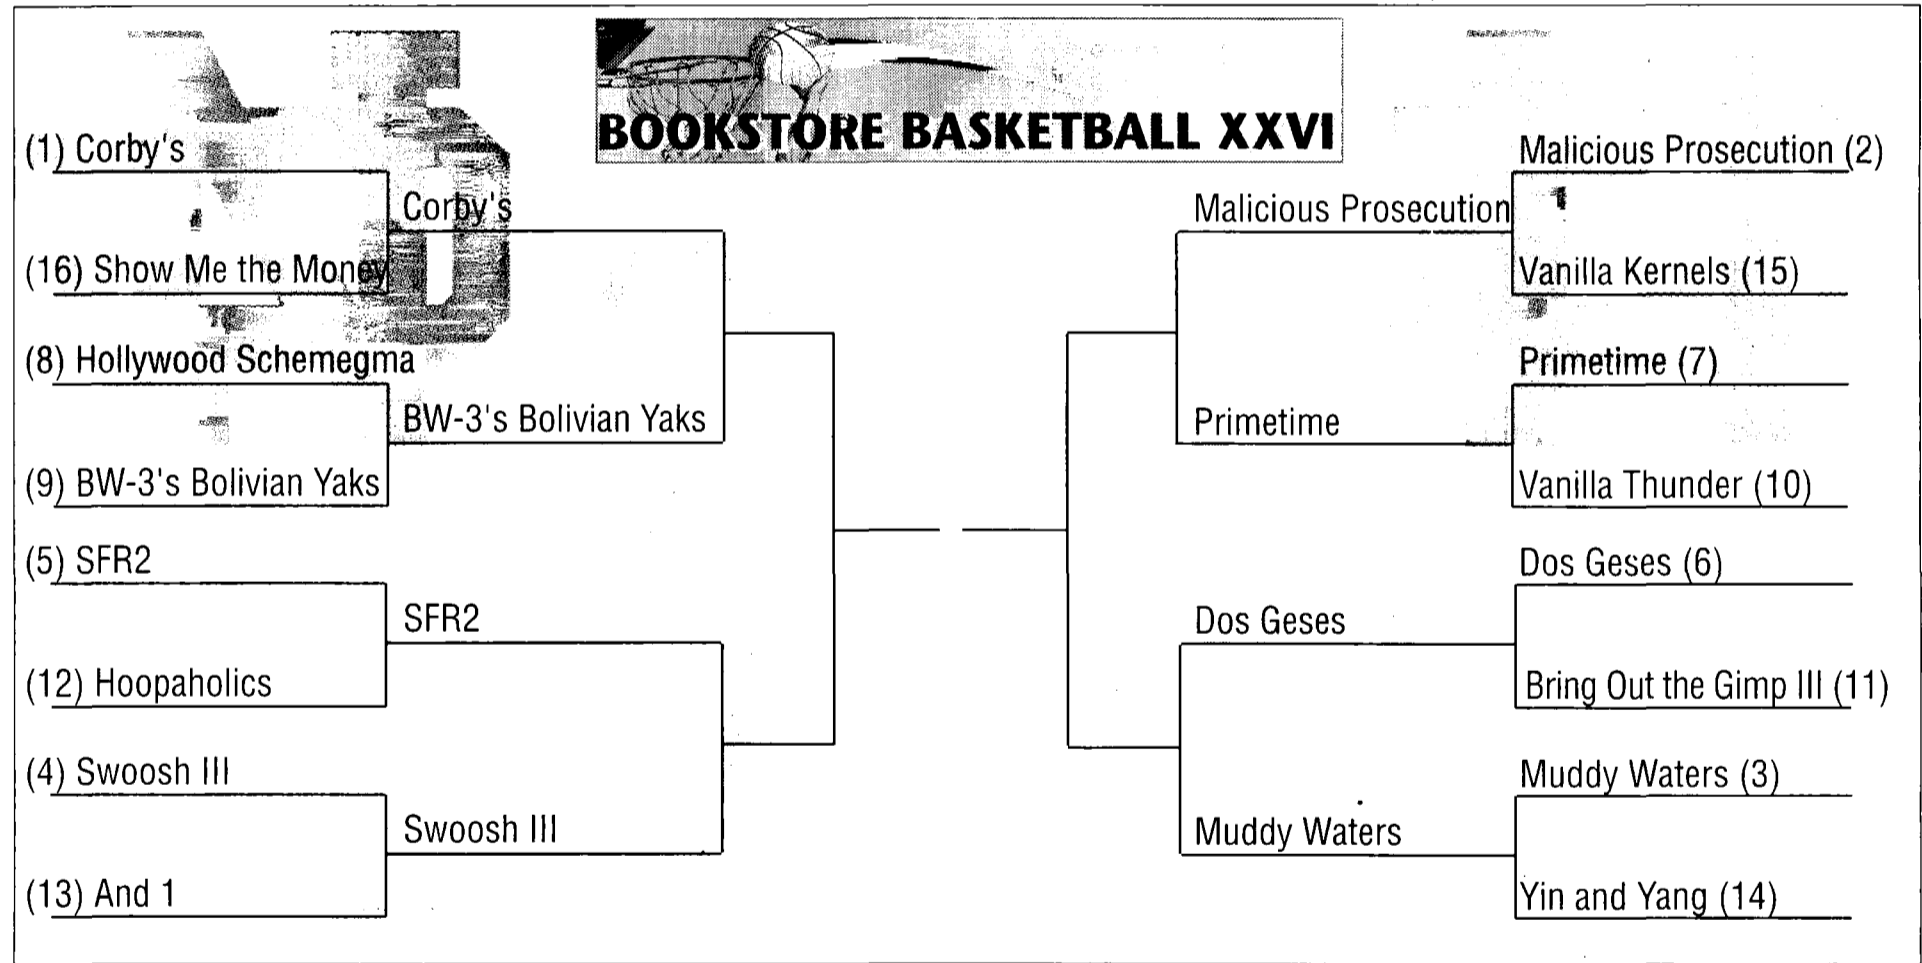 BOOKSTORE BASKETBALL XXVI
(1) Corby's
Corby's
(16) Show Me the Money
(8) Hollywood Schemegma
BW-3's Bolivian Yaks
(9) BW-3's Bolivian Yaks
(5) SFR2
SFR2
(12) Hoopaholics
(4) Swoosh III
Swoosh III
(13) And 1
Malicious Prosecution (2)
Malicious Prosecution
Vanilla Kernels (15)
Primetime (7)
Primetime
Vanilla Thunder (10)
Dos Geses (6)
Dos Geses
Bring Out the Gimp III (11)
Muddy Waters (3)
Muddy Waters
Yin and Yang (14)